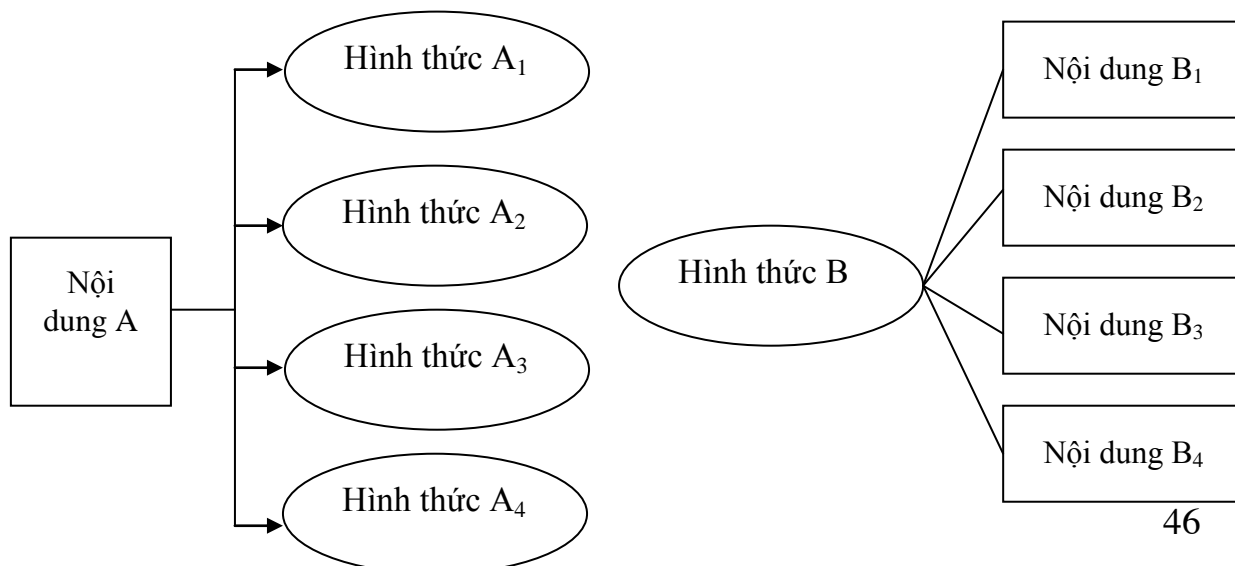 Nội
dung A
Hình thức A₁
Hình thức A₂
Hình thức A₃
Hình thức A₄
Hình thức B
Nội dung B₁
Nội dung B₂
Nội dung B₃
Nội dung B₄
46